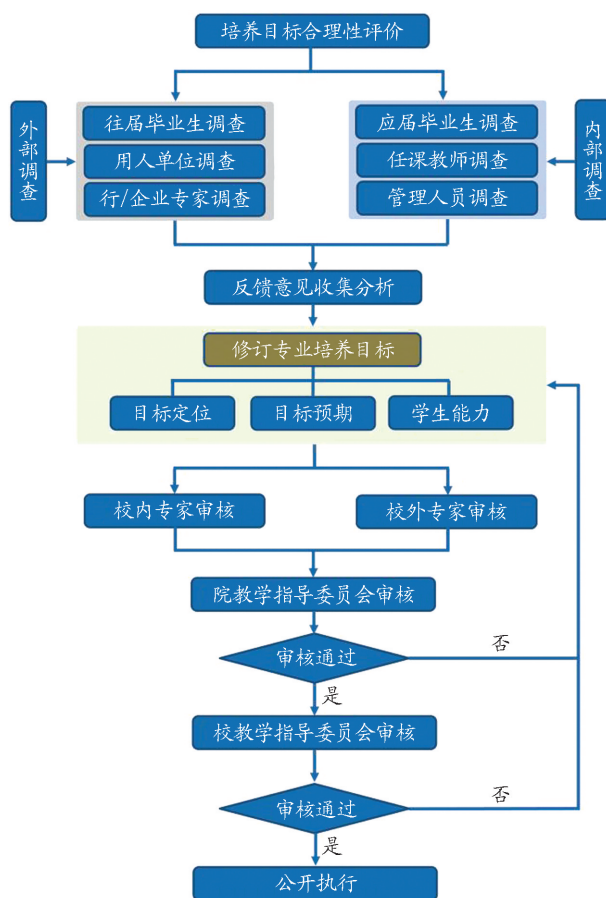 培养目标合理性评价
外部调查
往届毕业生调查
用人单位调查
行/企业专家调查
应届毕业生调查
任课教师调查
管理人员调查
内部调查
反馈意见收集分析
修订专业培养目标
目标定位
目标预期
学生能力
校内专家审核
校外专家审核
院教学指导委员会审核
审核通过
否
是
校教学指导委员会审核
审核通过
否
是
公开执行